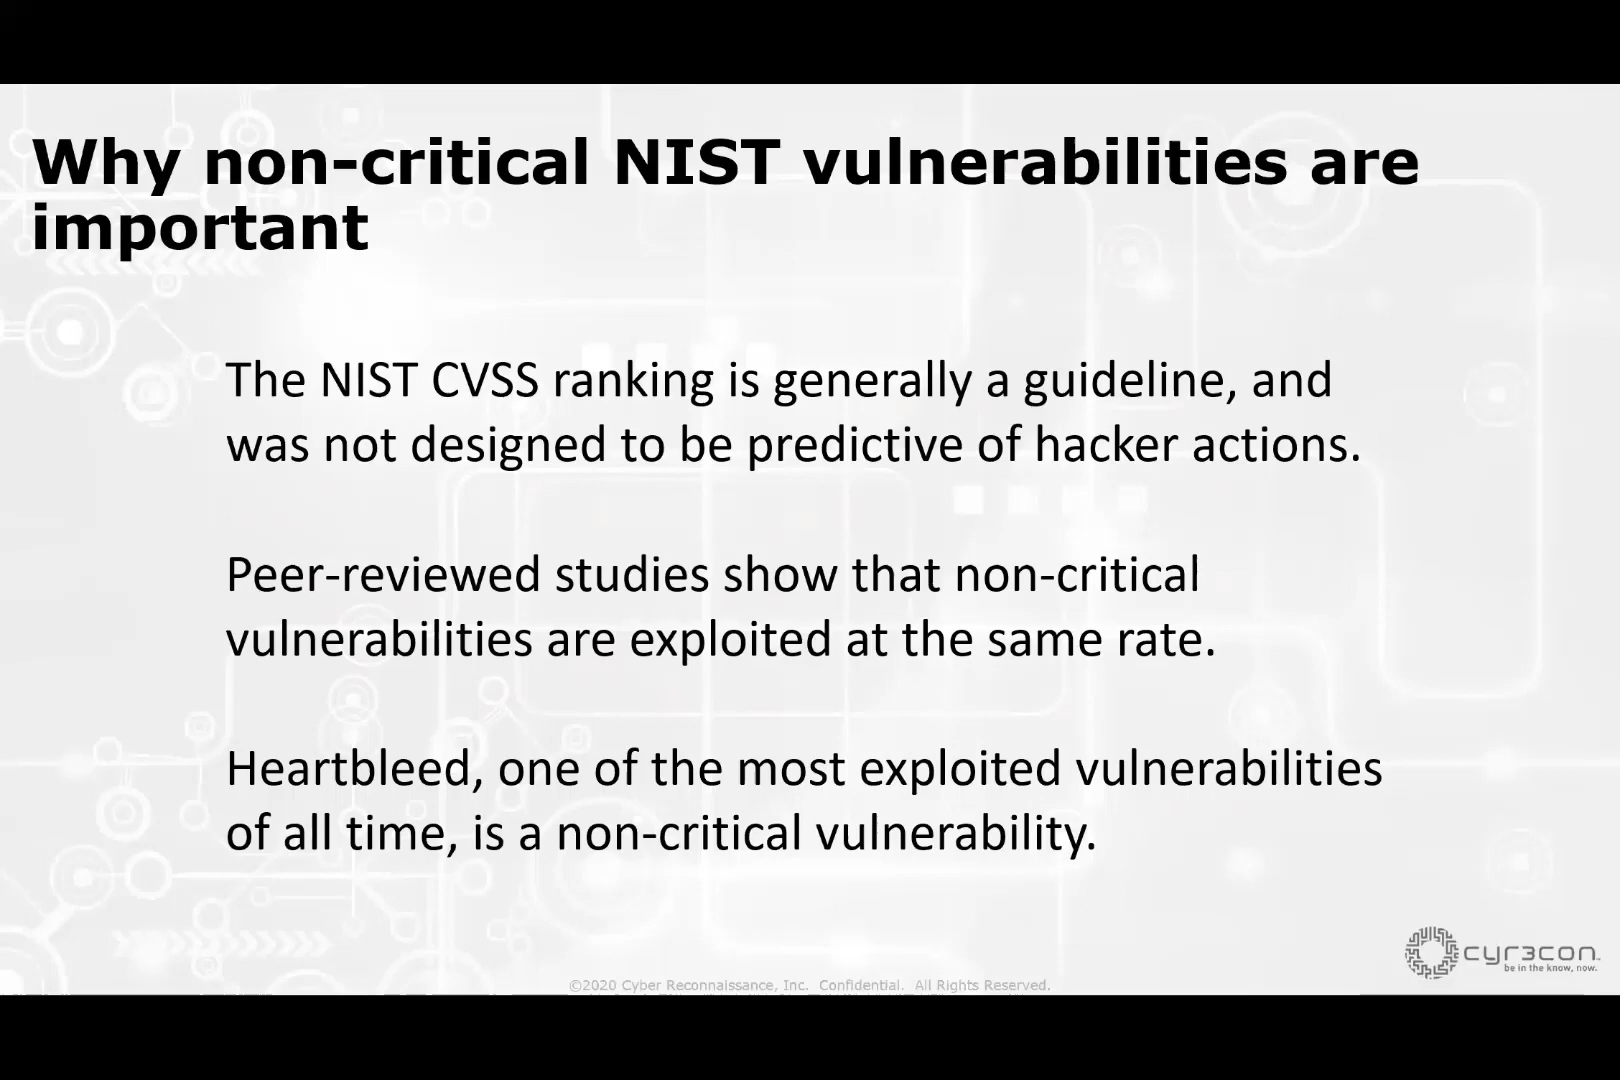 Why non-critical NIST vulnerabilities are
important
The NIST CVSS ranking is generally a guideline, and
was not designed to be predictive of hacker actions.
Peer-reviewed studies show that non-critical
vulnerabilities are exploited at the same rate.
Heartbleed, one of the most exploited vulnerabilities
of all time, is a non-critical vulnerability.
cyr3con™
be in the know, now.
©2020 Cyber Reconnaissance, Inc. Confidential. All Rights Reserved.